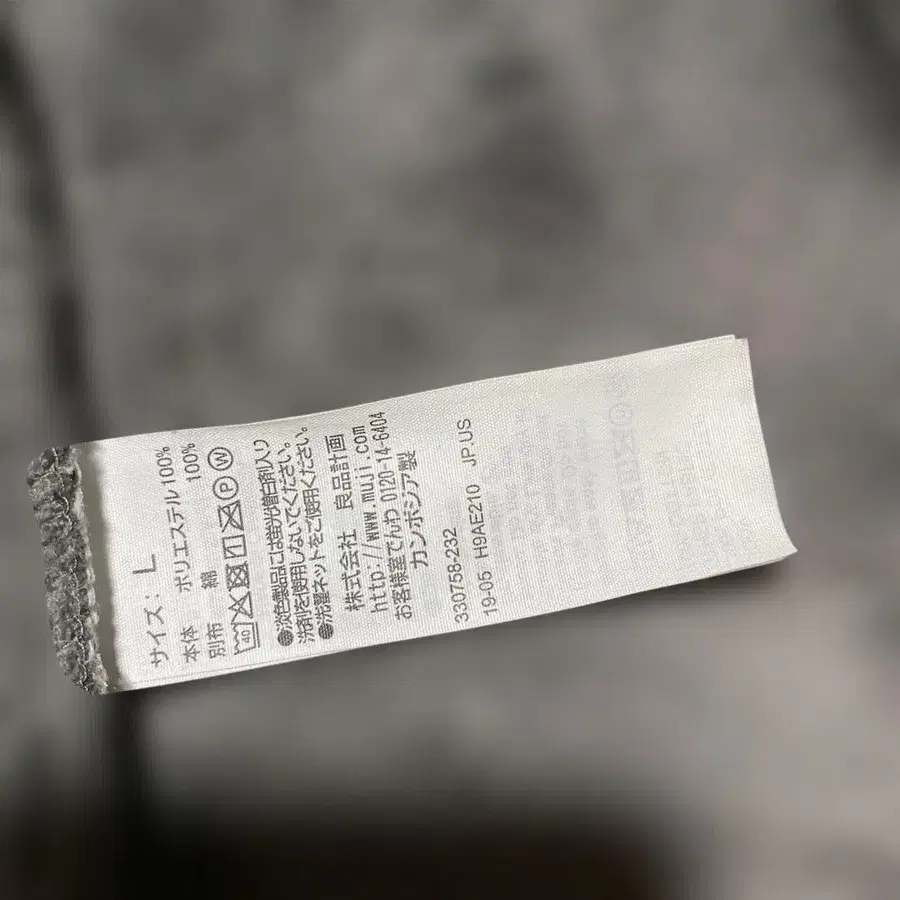 サイズ: L
本体 ポリエステル 100%
別布 綿 100%
40 P W
●淡色製品には蛍光増白剤入り
洗剤を使用しないでください。
●洗濯ネットをご使用ください。
株式会社 良品計画
http://www.muji.com
お客様室でんわ 0120-14-6404
カンボジア製
330758-232
19-05 H9AE210 JP.US